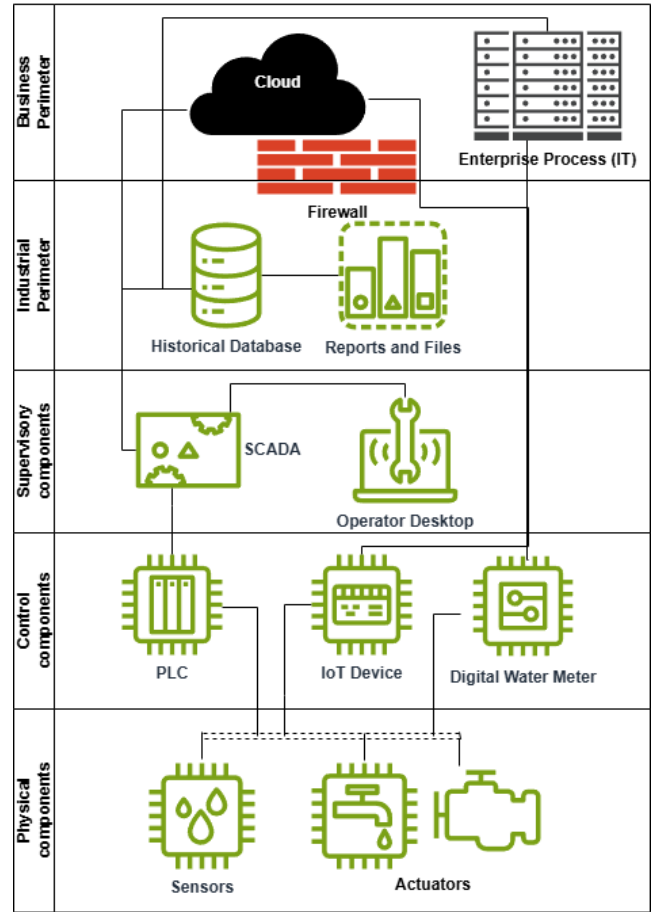 Business
Perimeter
Cloud
Enterprise Process (IT)
Industrial
Perimeter
Firewall
Historical Database
Reports and Files
Supervisory
components
SCADA
Operator Desktop
Control
components
PLC
IoT Device
Digital Water Meter
Physical
components
Sensors
Actuators